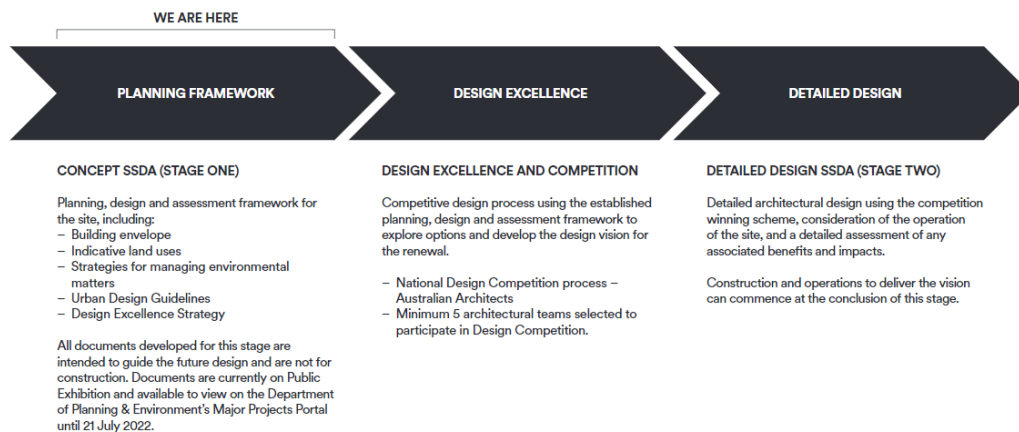 WE ARE HERE
PLANNING FRAMEWORK
DESIGN EXCELLENCE
DETAILED DESIGN
CONCEPT SSDA (STAGE ONE)
Planning, design and assessment framework for
the site, including:
– Building envelope
– Indicative land uses
– Strategies for managing environmental
matters
– Urban Design Guidelines
– Design Excellence Strategy
All documents developed for this stage are
intended to guide the future design and are not for
construction. Documents are currently on Public
Exhibition and available to view on the Department
of Planning & Environment's Major Projects Portal
until 21 July 2022.
DESIGN EXCELLENCE AND COMPETITION
Competitive design process using the established
planning, design and assessment framework to
explore options and develop the design vision for
the renewal.
– National Design Competition process –
Australian Architects
– Minimum 5 architectural teams selected to
participate in Design Competition.
DETAILED DESIGN SSDA (STAGE TWO)
Detailed architectural design using the competition
winning scheme, consideration of the operation
of the site, and a detailed assessment of any
associated benefits and impacts.
Construction and operations to deliver the vision
can commence at the conclusion of this stage.